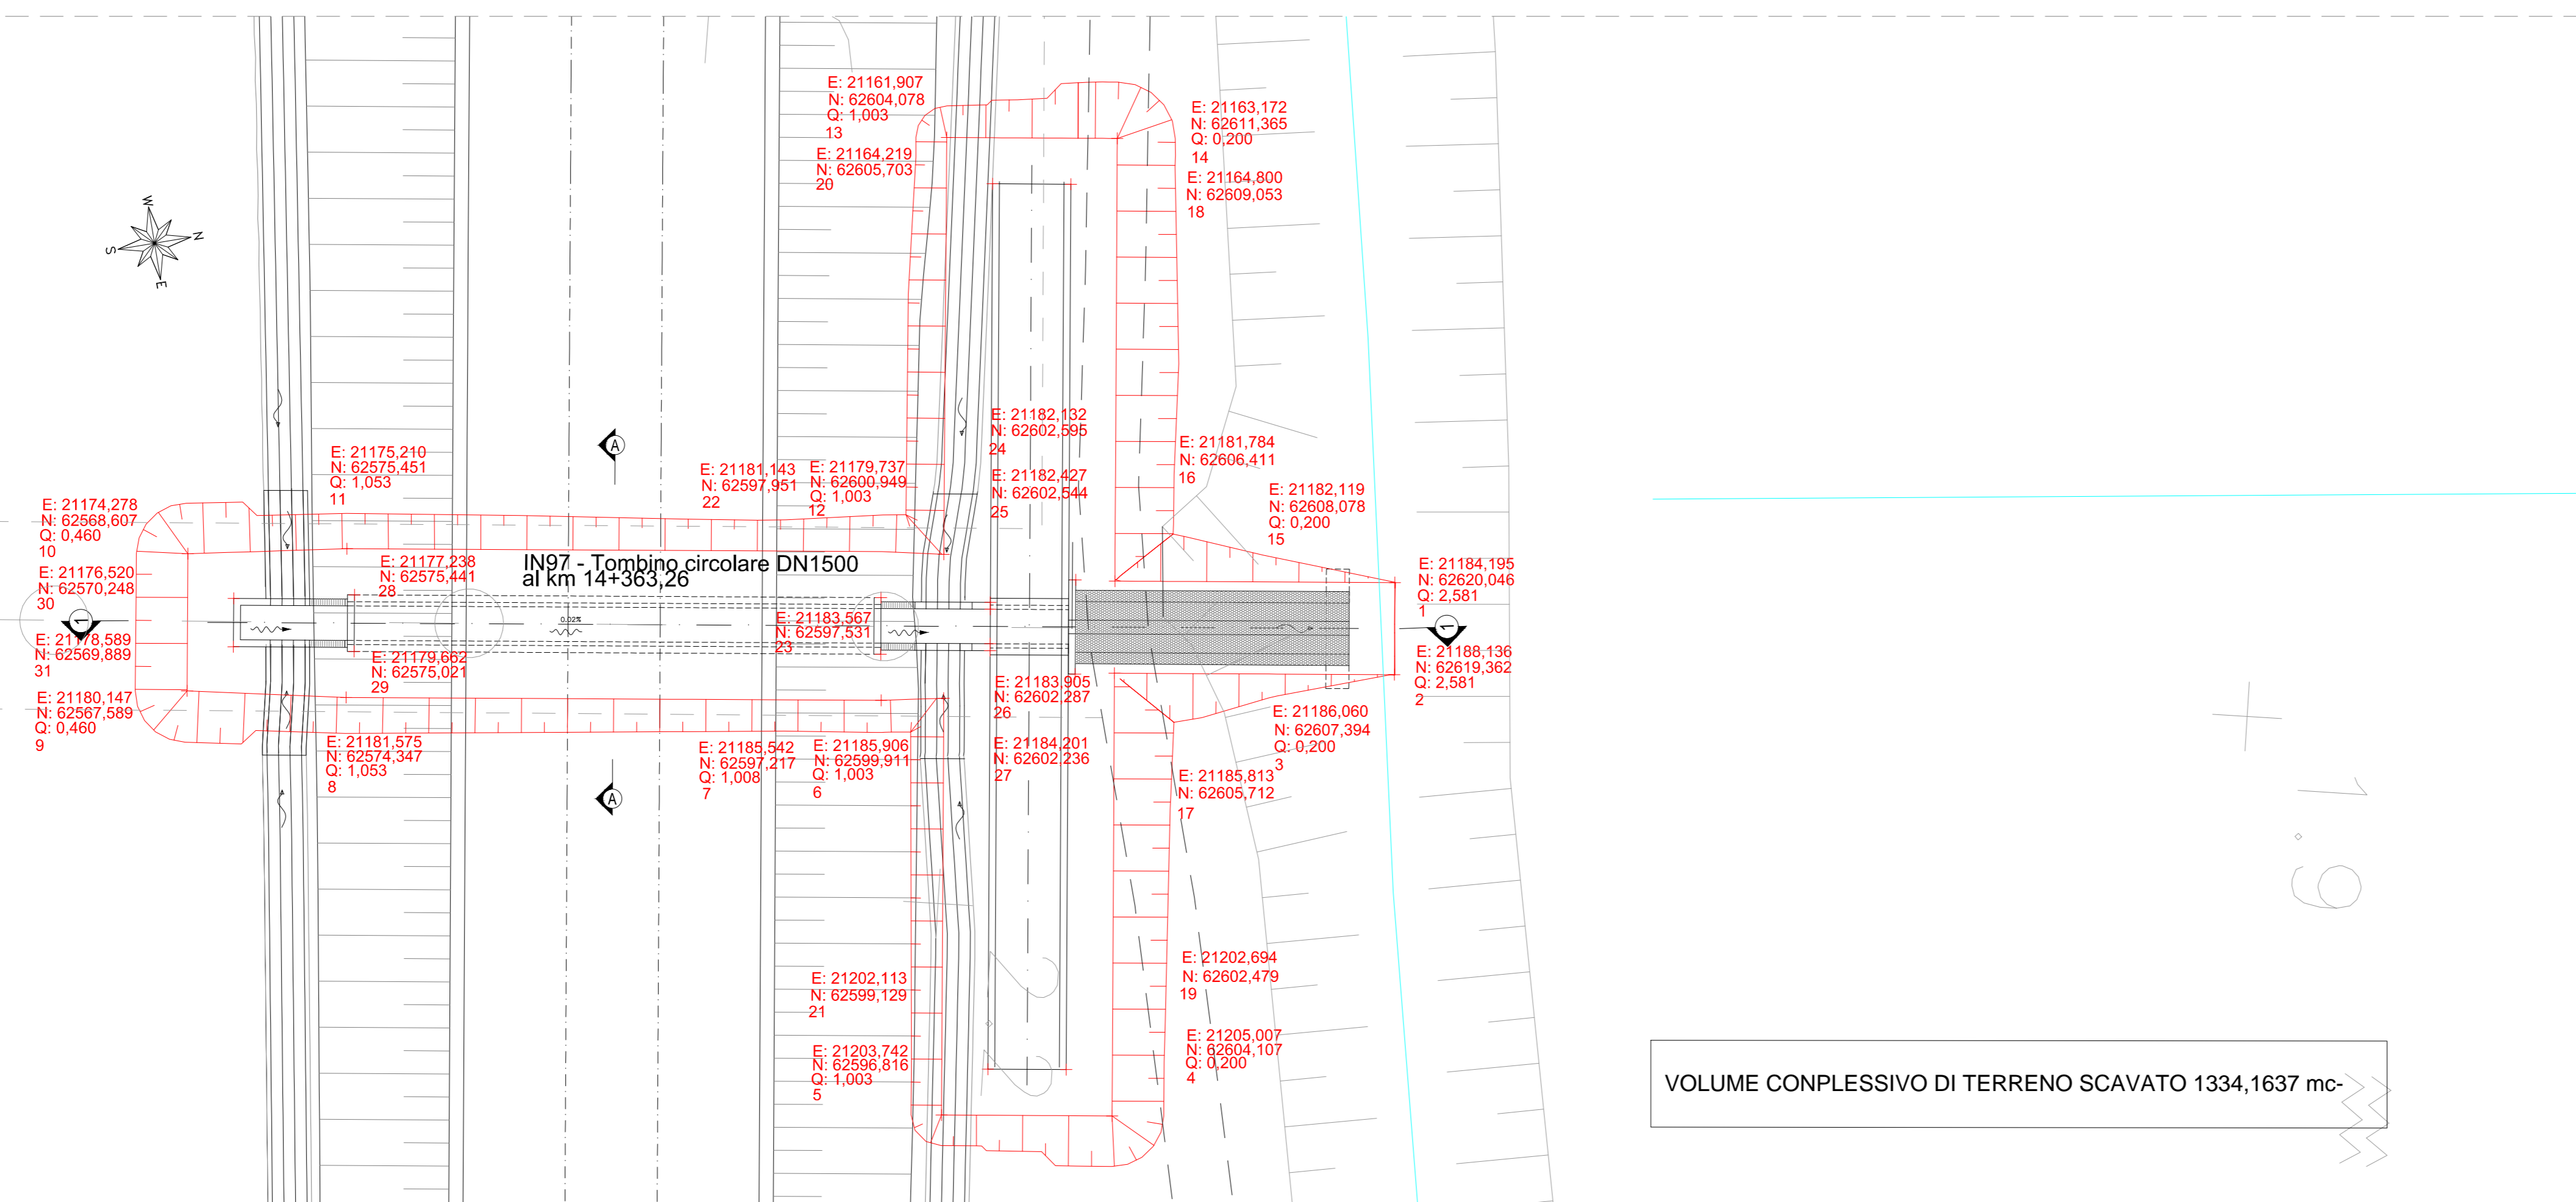 E: 21161,907
N: 62604,078
Q: 1,003
13
E: 21164,219
N: 62605,703
20
E: 21163,172
N: 62611,365
Q: 0,200
14
E: 21164,800
N: 62609,053
18
W
N
S
E
E: 21182,132
N: 62602,595
24
E: 21182,427
N: 62602,544
25
E: 21181,784
N: 62606,411
16
E: 21182,119
N: 62608,078
Q: 0,200
15
A
E: 21175,210
N: 62575,451
Q: 1,053
11
E: 21181,143
N: 62597,951
22
E: 21179,737
N: 62600,949
Q: 1,003
12
E: 21174,278
N: 62568,607
Q: 0,460
10
E: 21176,520
N: 62570,248
30
E: 21177,238
N: 62575,441
28
IN97 - Tombino circolare DN1500
al km 14+363,26
0.02%
E: 21184,195
N: 62620,046
Q: 2,581
1
1
1
E: 21178,589
N: 62569,889
31
E: 21183,567
N: 62597,531
23
E: 21179,662
N: 62575,021
29
E: 21188,136
N: 62619,362
Q: 2,581
2
E: 21180,147
N: 62567,589
Q: 0,460
9
E: 21183,905
N: 62602,287
26
E: 21184,201
N: 62602,236
27
E: 21186,060
N: 62607,394
Q: 0,200
3
E: 21181,575
N: 62574,347
Q: 1,053
8
E: 21185,542
N: 62597,217
Q: 1,008
7
E: 21185,906
N: 62599,911
Q: 1,003
6
A
E: 21185,813
N: 62605,712
17
E: 21202,113
N: 62599,129
21
E: 21202,694
N: 62602,479
19
E: 21203,742
N: 62596,816
Q: 1,003
5
E: 21205,007
N: 62604,107
Q: 0,200
4
VOLUME CONPLESSIVO DI TERRENO SCAVATO 1334,1637 mc-